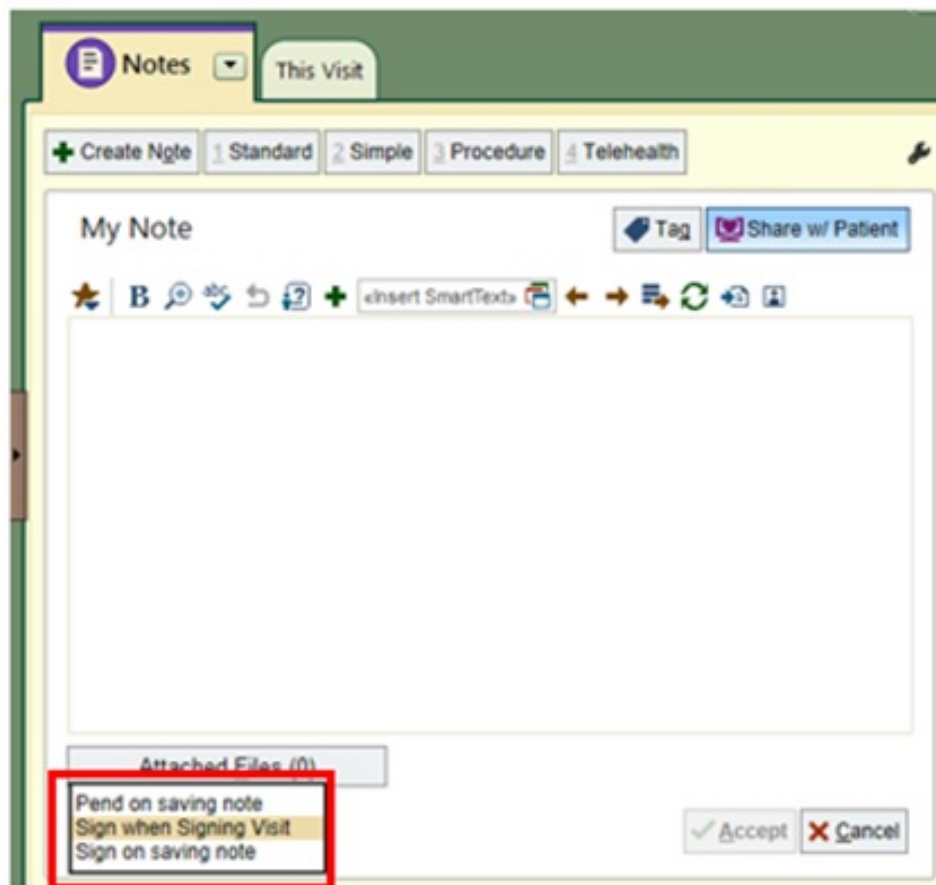 Notes
This Visit
Create Note 1 Standard 2 Simple 3 Procedure 4 Telehealth
My Note
Tag Share w/ Patient
B abc «Insert SmartText»
Attached Files (0)
Pend on saving note
Sign when Signing Visit
Sign on saving note
Accept Cancel